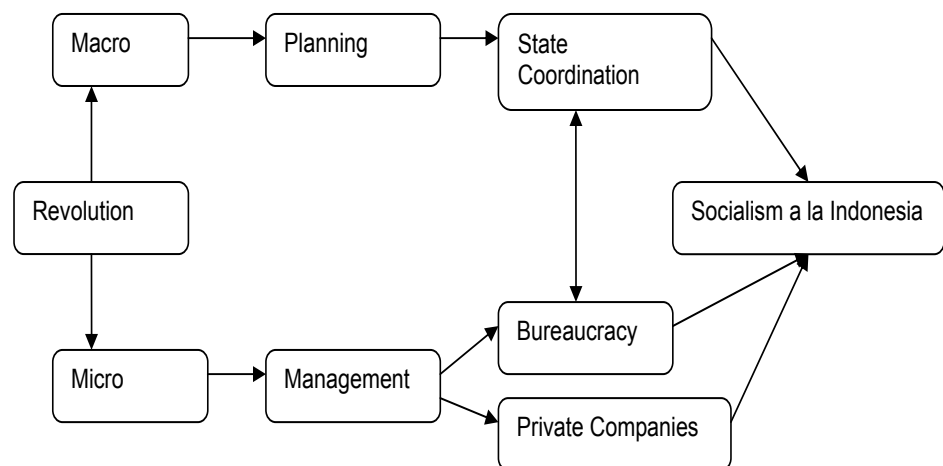 Macro
Planning
State
Coordination
Revolution
Socialism a la Indonesia
Bureaucracy
Micro
Management
Private Companies